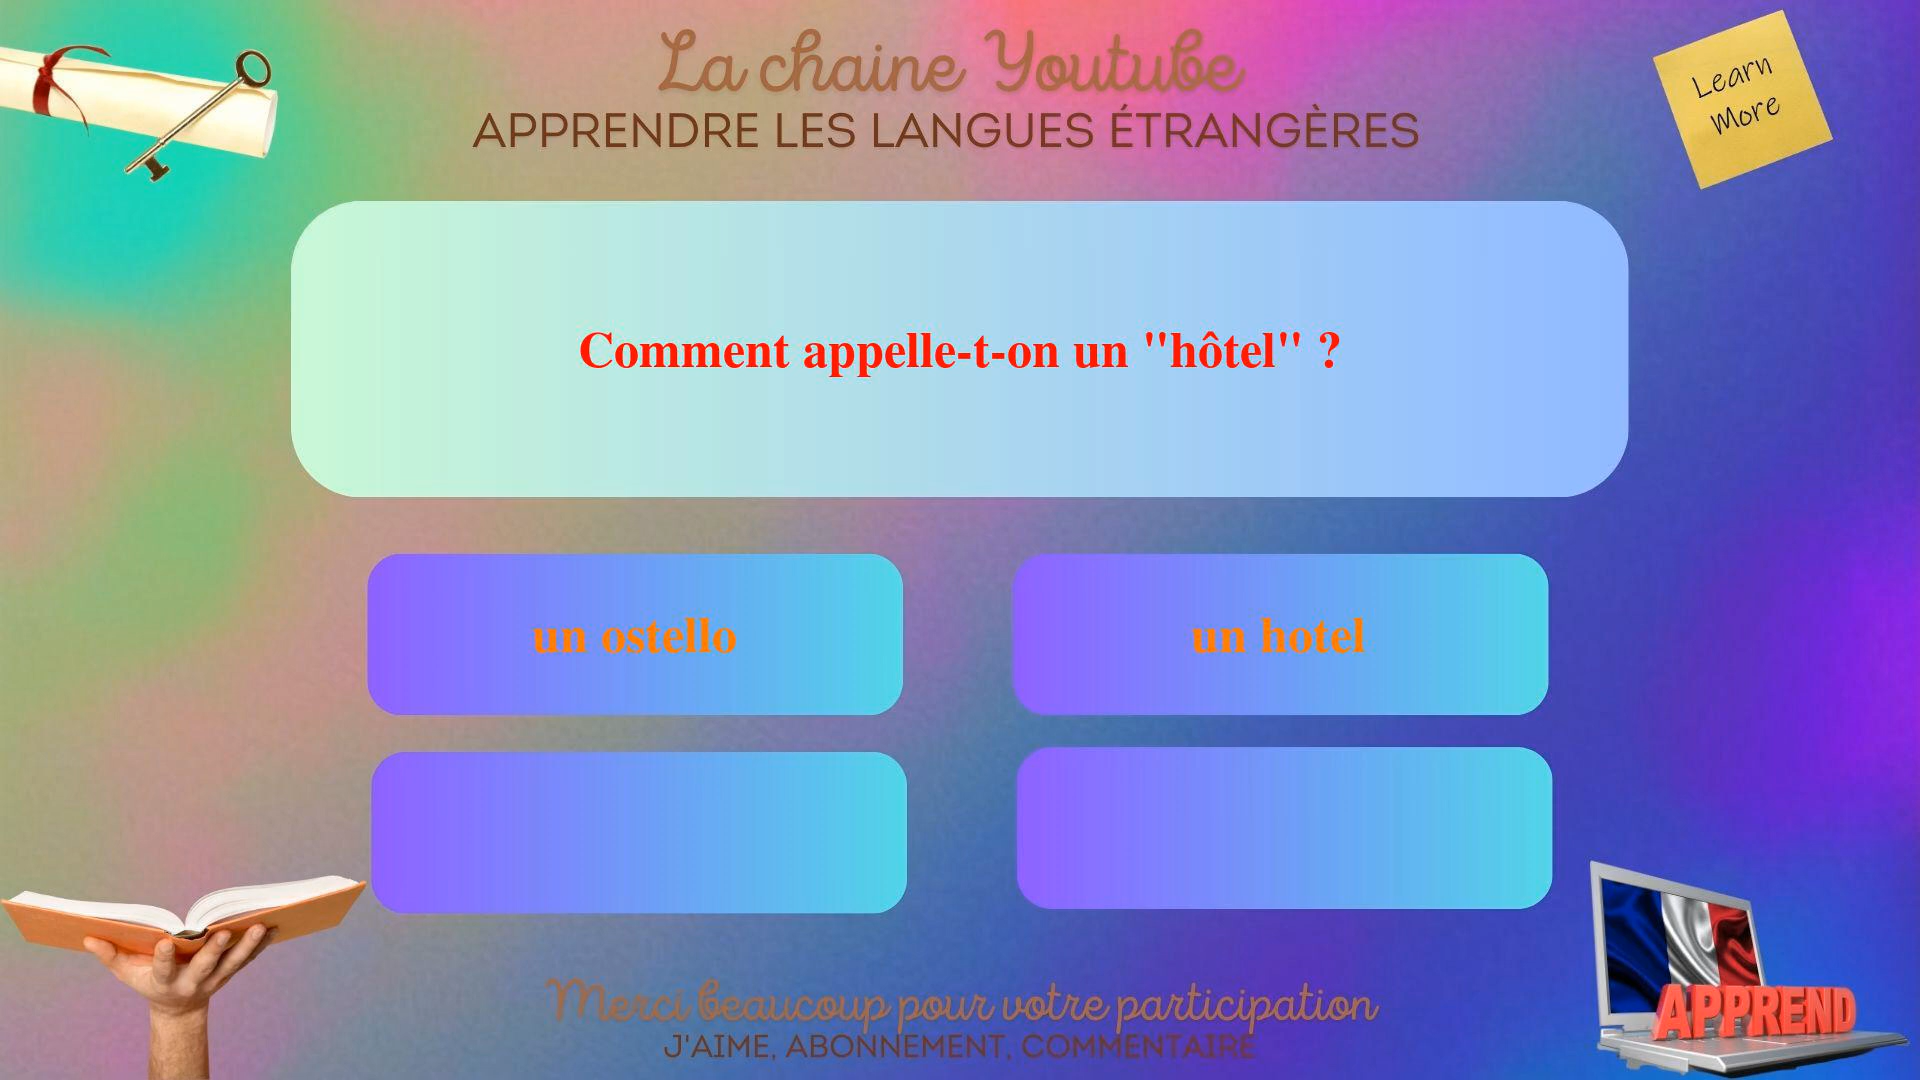 La chaine Youtube
APPRENDRE LES LANGUES ÉTRANGÈRES
Learn
More
Comment appelle-t-on un "hôtel" ?
un ostello
un hotel
APPREND
Merci beaucoup pour votre participation
J'AIME, ABONNEMENT, COMMENTAIRE